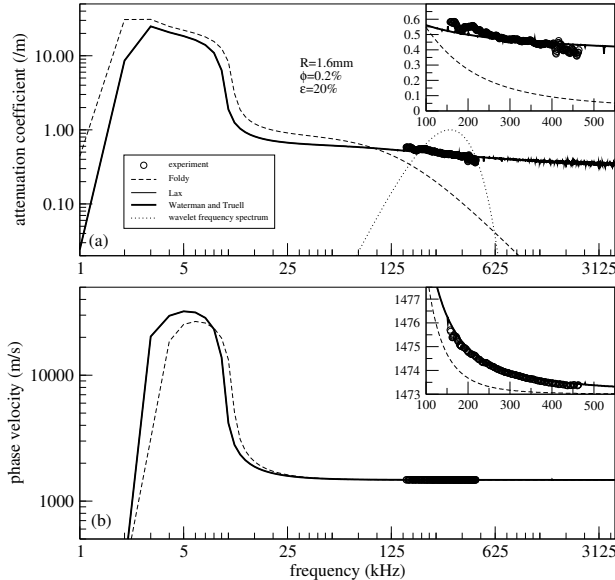 attenuation coefficient (/m)
10.00
1.00
0.10
R=1.6mm
ϕ=0.2%
ε=20%
0.6
0.5
0.4
0.3
0.2
0.1
0
100 200 300 400 500
experiment
Foldy
Lax
Waterman and Truell
wavelet frequency spectrum
(a)
1 5 25 125 625 3125
phase velocity (m/s)
10000
1000
1478
1477
1476
1475
1474
1473
100 200 300 400 500
(b)
1 5 25 125 625 3125
frequency (kHz)